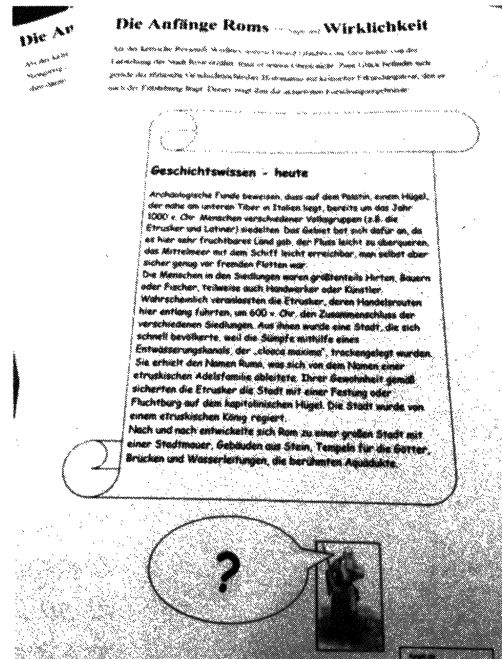 Die An
Die Anfänge Roms Sage und Wirklichkeit
Geschichtswissen - heute
Archäologische Funde beweisen, dass auf dem Palatin, einem Hügel,
der nahe am unteren Tiber in Italien liegt, bereits um das Jahr
1000 v. Chr. Menschen verschiedener Volksgruppen (z.B. die
Etrusker und Latiner) siedelten. Das Gebiet bot sich dafür an, da
es hier sehr fruchtbares Land gab, der Fluss leicht zu überqueren,
das Mittelmeer mit dem Schiff leicht erreichbar, man selbst aber
sicher genug vor fremden Flotten war.
Die Menschen in den Siedlungen waren größtenteils Hirten, Bauern
oder Fischer, teilweise auch Handwerker oder Künstler.
Wahrscheinlich veranlassten die Etrusker, deren Handelsrouten
hier entlang führten, um 600 v. Chr. den Zusammenschluss der
verschiedenen Siedlungen. Aus ihnen wurde eine Stadt, die sich
schnell bevölkerte, weil die Sümpfe mithilfe eines
Entwässerungskanals, der „cloaca maxima", trockengelegt wurden.
Sie erhielt den Namen Ruma, was sich von dem Namen einer
etruskischen Adelsfamilie ableitete. Ihrer Gewohnheit gemäß
sicherten die Etrusker die Stadt mit einer Festung oder
Fluchtburg auf dem kapitolinischen Hügel. Die Stadt wurde von
einem etruskischen König regiert.
Nach und nach entwickelte sich Rom zu einer großen Stadt mit
einer Stadtmauer, Gebäuden aus Stein, Tempeln für die Götter,
Brücken und Wasserleitungen, die berühmten Aquädukte.
?